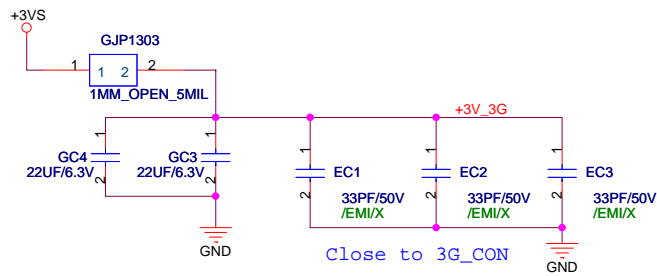 +3VS
GJP1303
1 1 2 2
1MM_OPEN_5MIL
+3V_3G
1 1 1 1 1
GC4 GC3 EC1 EC2 EC3
22UF/6.3V 22UF/6.3V
2 2 2 2 2
33PF/50V 33PF/50V 33PF/50V
/EMI/X /EMI/X /EMI/X
GND
Close to 3G_CON
GND